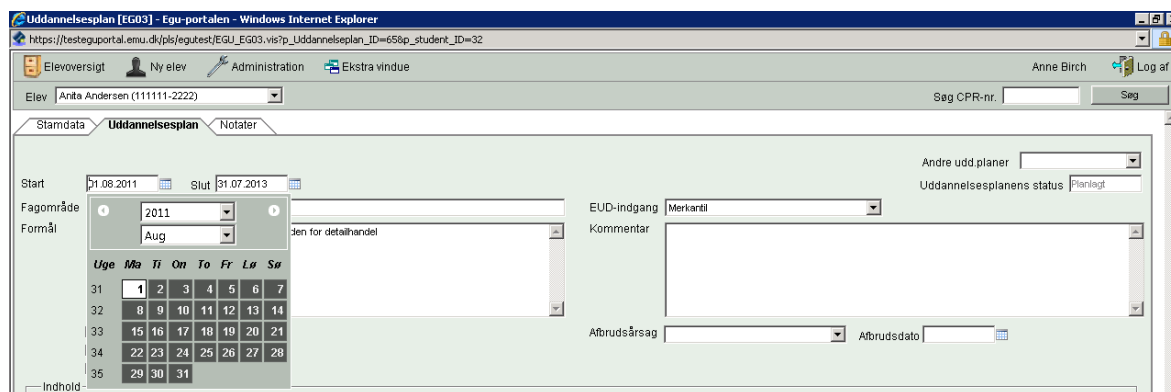 Uddannelsesplan [EG03] - Egu-portalen - Windows Internet Explorer
https://testeguportal.emu.dk/pls/egutest/EGU_EG03.vis?p_Uddannelseplan_ID=65&p_student_ID=32
Elevoversigt Ny elev Administration Ekstra vindue Anne Birch Log af
Elev Anita Andersen (111111-2222) Søg CPR-nr. Søg
Stamdata Uddannelsesplan Notater
Andre udd.planer
Start 01.08.2011 Slut 31.07.2013 Uddannelsesplanens status Planlagt
Fagområde EUD-indgang Merkantil
Formål den for detailhandel Kommentar
2011
Aug
Uge Ma Ti On To Fr Lø Sø
31 1 2 3 4 5 6 7
32 8 9 10 11 12 13 14
33 15 16 17 18 19 20 21
Afbrudsårsag Afbrudsdato
34 22 23 24 25 26 27 28
35 29 30 31
Indhold